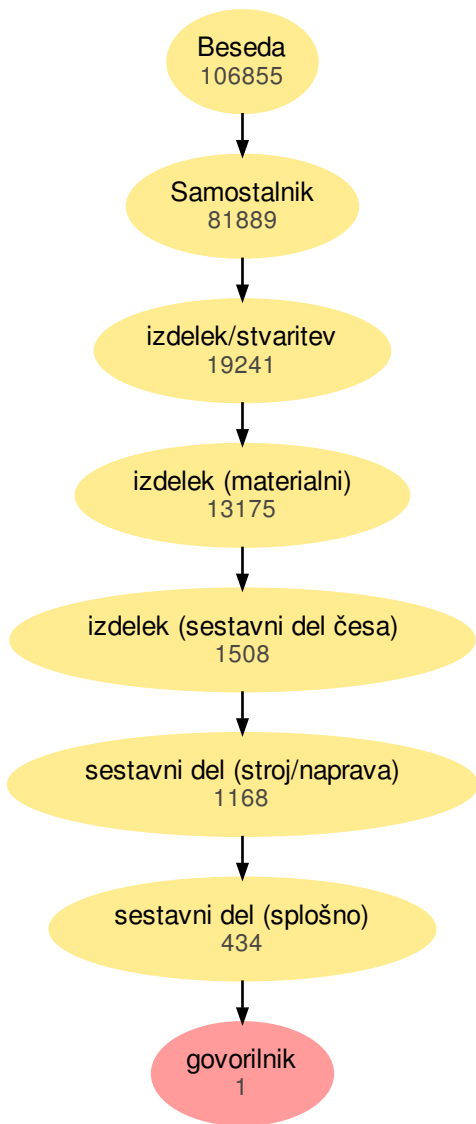 Beseda
106855
Samostalnik
81889
izdelek/stvaritev
19241
izdelek (materialni)
13175
izdelek (sestavni del česa)
1508
sestavni del (stroj/naprava)
1168
sestavni del (splošno)
434
govorilnik
1